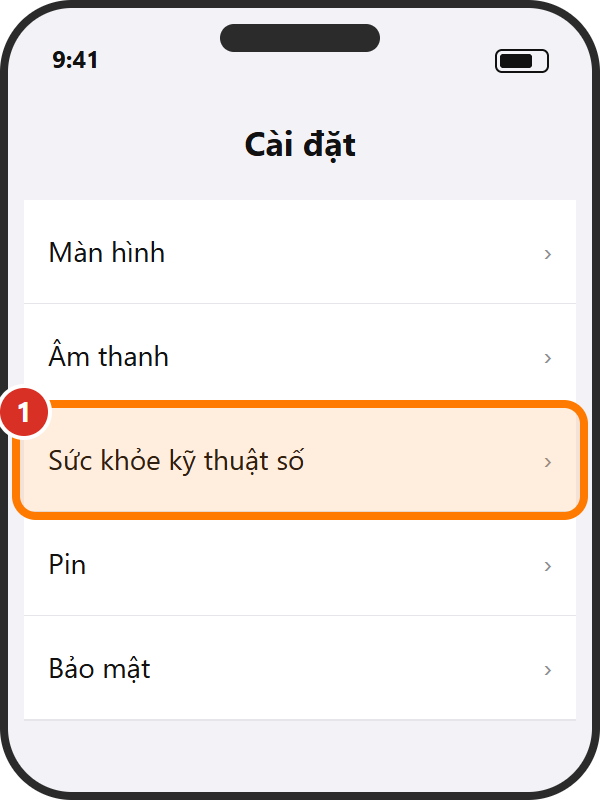 9:41
Cài đặt
Màn hình ›
Âm thanh ›
1
Sức khỏe kỹ thuật số ›
Pin ›
Bảo mật ›